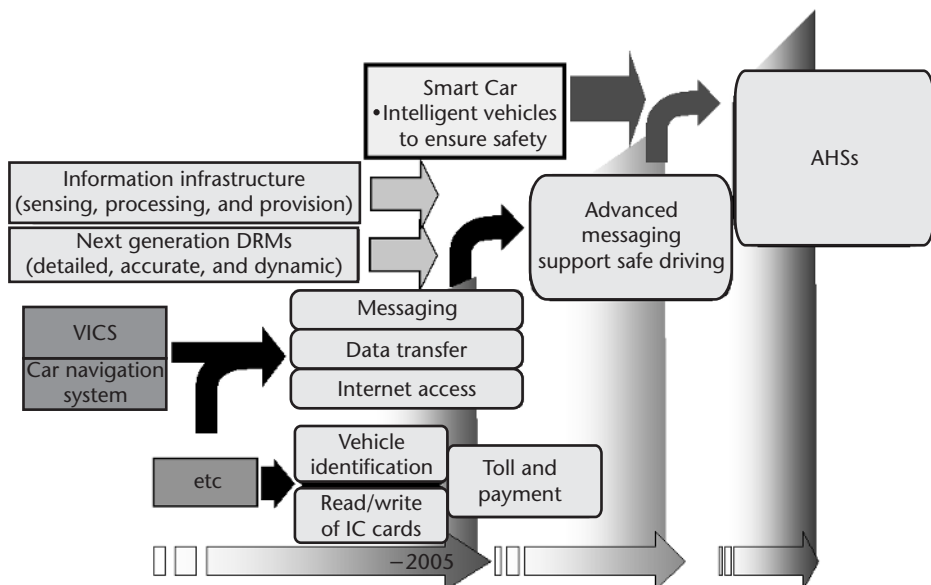 Smart Car
•Intelligent vehicles
to ensure safety
AHSs
Information infrastructure
(sensing, processing, and provision)
Next generation DRMs
(detailed, accurate, and dynamic)
Advanced
messaging
support safe driving
VICS
Car navigation
system
Messaging
Data transfer
Internet access
etc
Vehicle
identification
Read/write
of IC cards
Toll and
payment
−2005